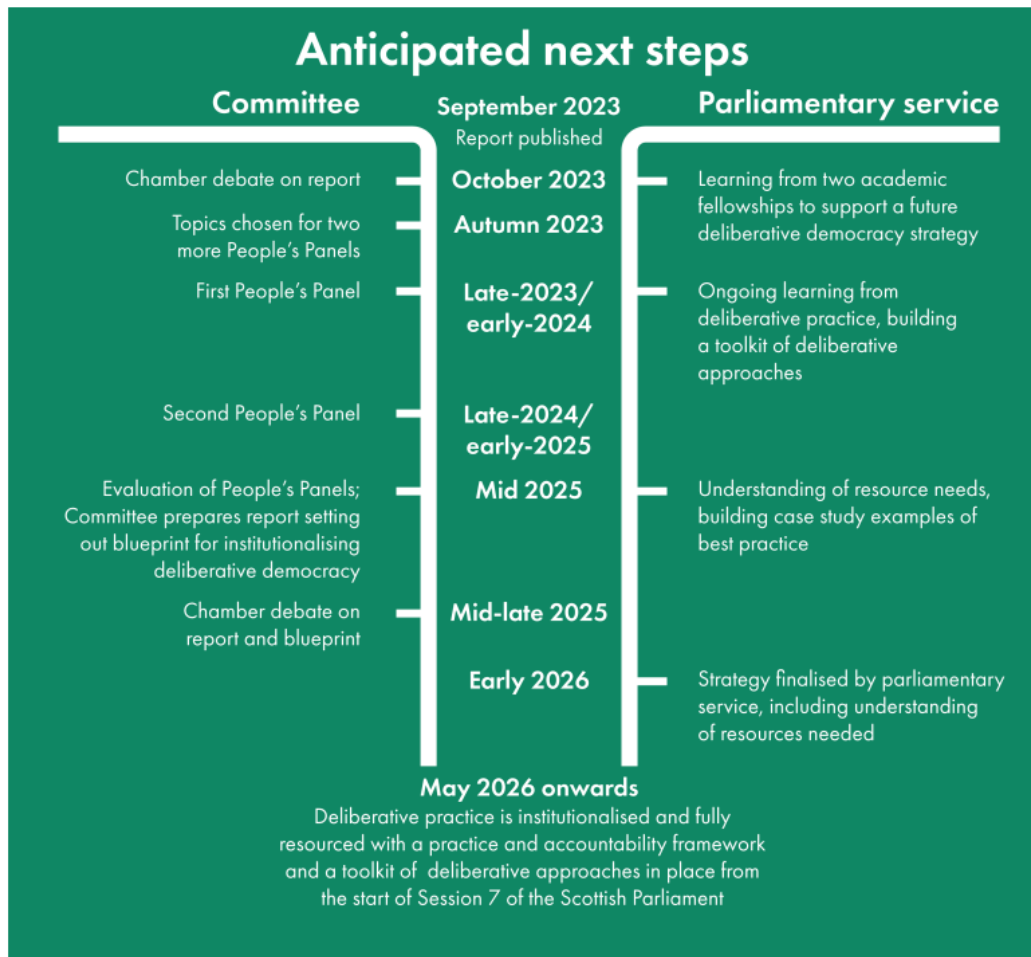 Anticipated next steps
Committee
September 2023
Report published
Parliamentary service
Chamber debate on report
October 2023
Learning from two academic
fellowships to support a future
deliberative democracy strategy
Topics chosen for two
more People's Panels
Autumn 2023
First People's Panel
Late-2023/
early-2024
Ongoing learning from
deliberative practice, building
a toolkit of deliberative
approaches
Second People's Panel
Late-2024/
early-2025
Evaluation of People's Panels;
Committee prepares report setting
out blueprint for institutionalising
deliberative democracy
Mid 2025
Understanding of resource needs,
building case study examples of
best practice
Chamber debate on
report and blueprint
Mid-late 2025
Early 2026
Strategy finalised by parliamentary
service, including understanding
of resources needed
May 2026 onwards
Deliberative practice is institutionalised and fully
resourced with a practice and accountability framework
and a toolkit of deliberative approaches in place from
the start of Session 7 of the Scottish Parliament